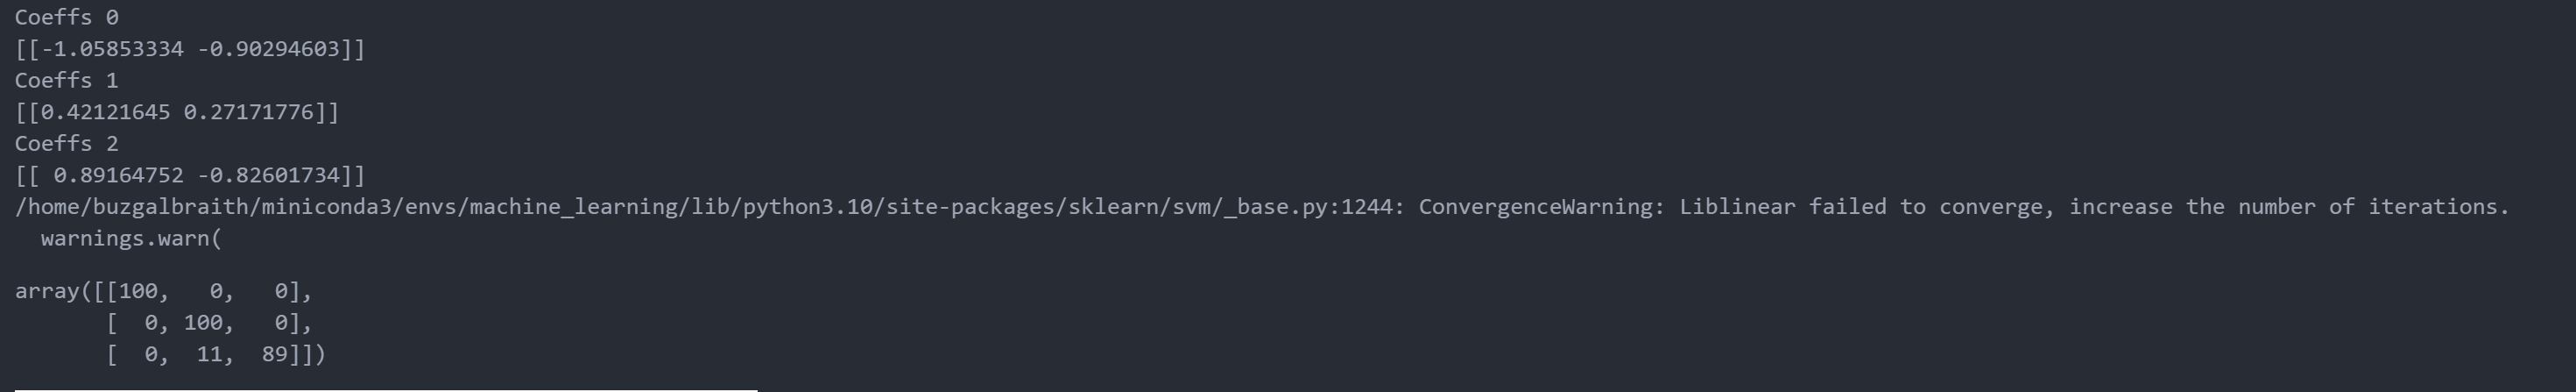 Coeffs 0
[[-1.05853334 -0.90294603]]
Coeffs 1
[[0.42121645 0.27171776]]
Coeffs 2
[[ 0.89164752 -0.82601734]]
/home/buzgalbraith/miniconda3/envs/machine_learning/lib/python3.10/site-packages/sklearn/svm/_base.py:1244: ConvergenceWarning: Liblinear failed to converge, increase the number of iterations.
  warnings.warn(
array([[100,   0,   0],
       [  0, 100,   0],
       [  0,  11,  89]])